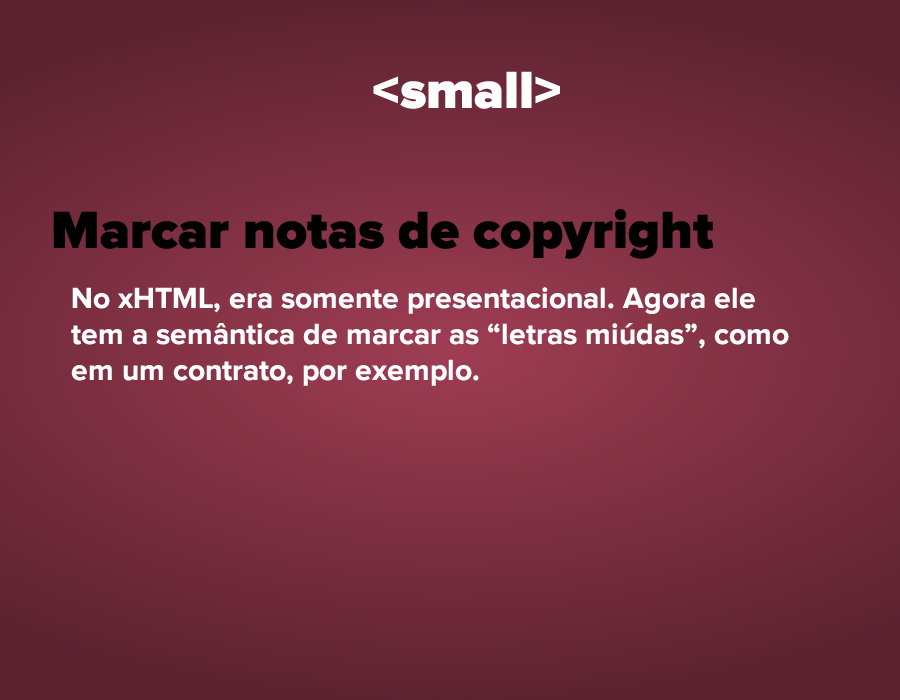 <small>
Marcar notas de copyright
No xHTML, era somente presentacional. Agora ele
tem a semântica de marcar as “letras miúdas”, como
em um contrato, por exemplo.